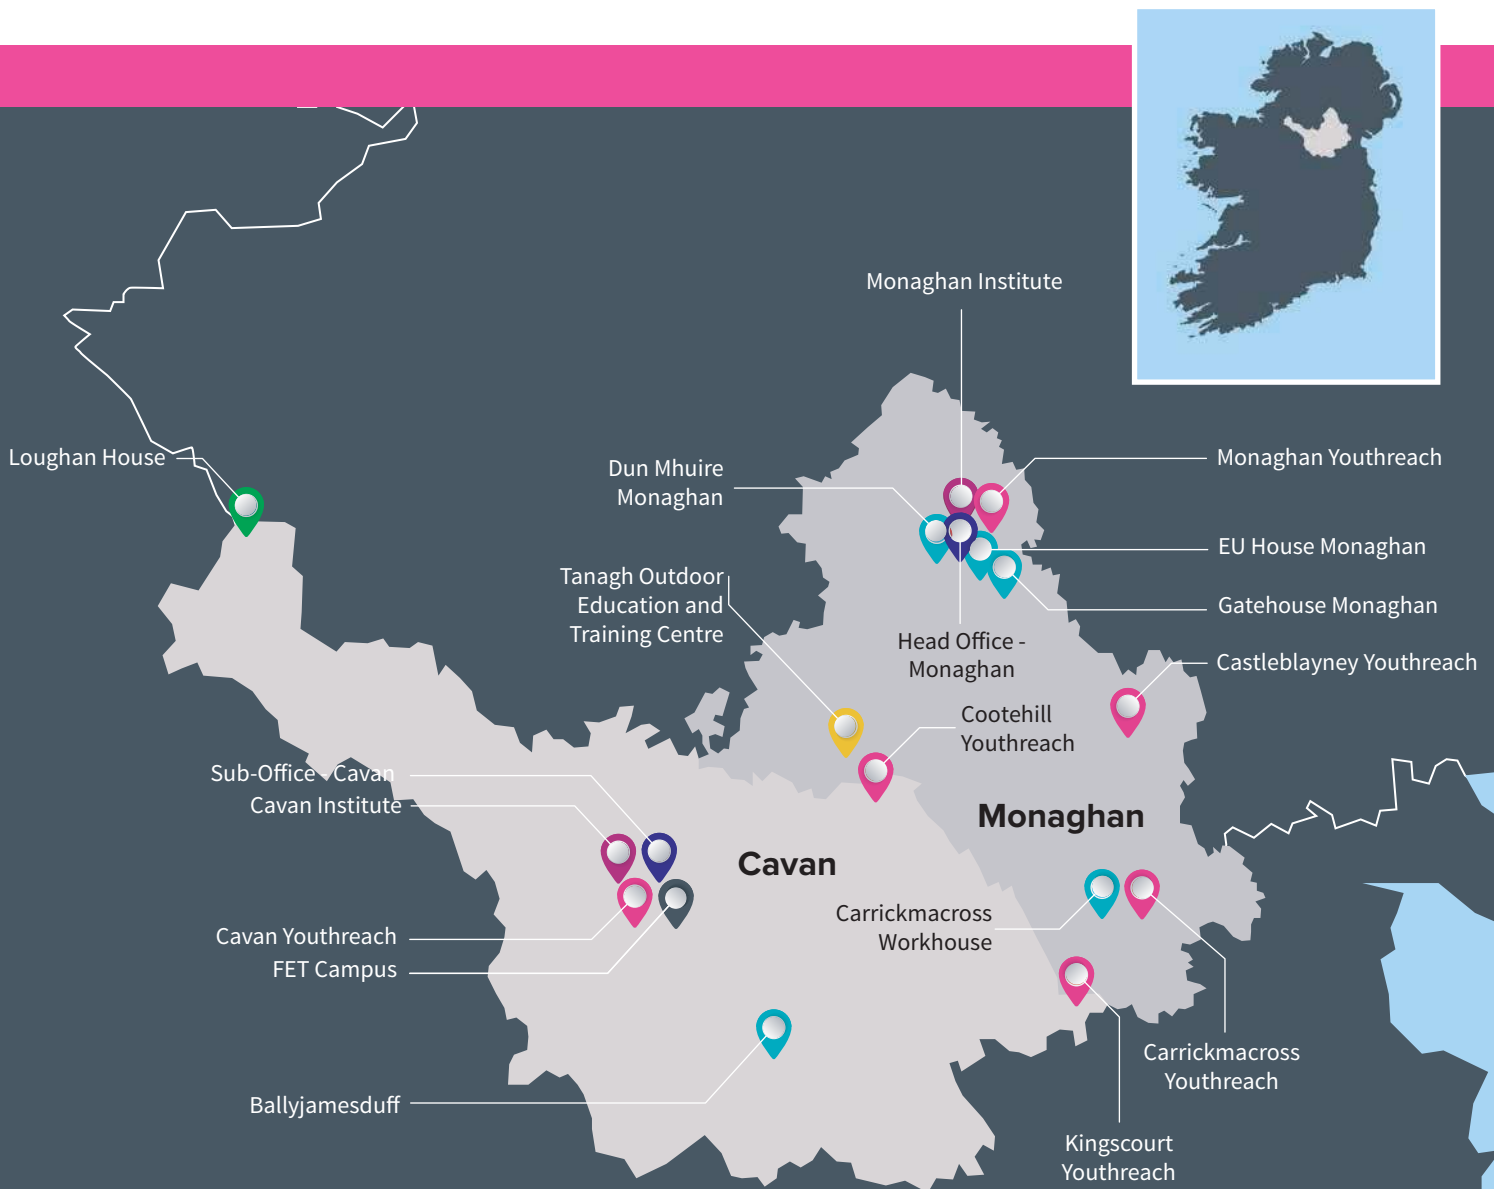 Monaghan Institute
Loughan House
Dun Mhuire
Monaghan
Monaghan Youthreach
EU House Monaghan
Tanagh Outdoor
Education and
Training Centre
Gatehouse Monaghan
Head Office -
Monaghan
Castleblayney Youthreach
Cootehill
Youthreach
Sub-Office - Cavan
Cavan Institute
Monaghan
Cavan
Carrickmacross
Workhouse
Cavan Youthreach
FET Campus
Carrickmacross
Youthreach
Ballyjamesduff
Kingscourt
Youthreach